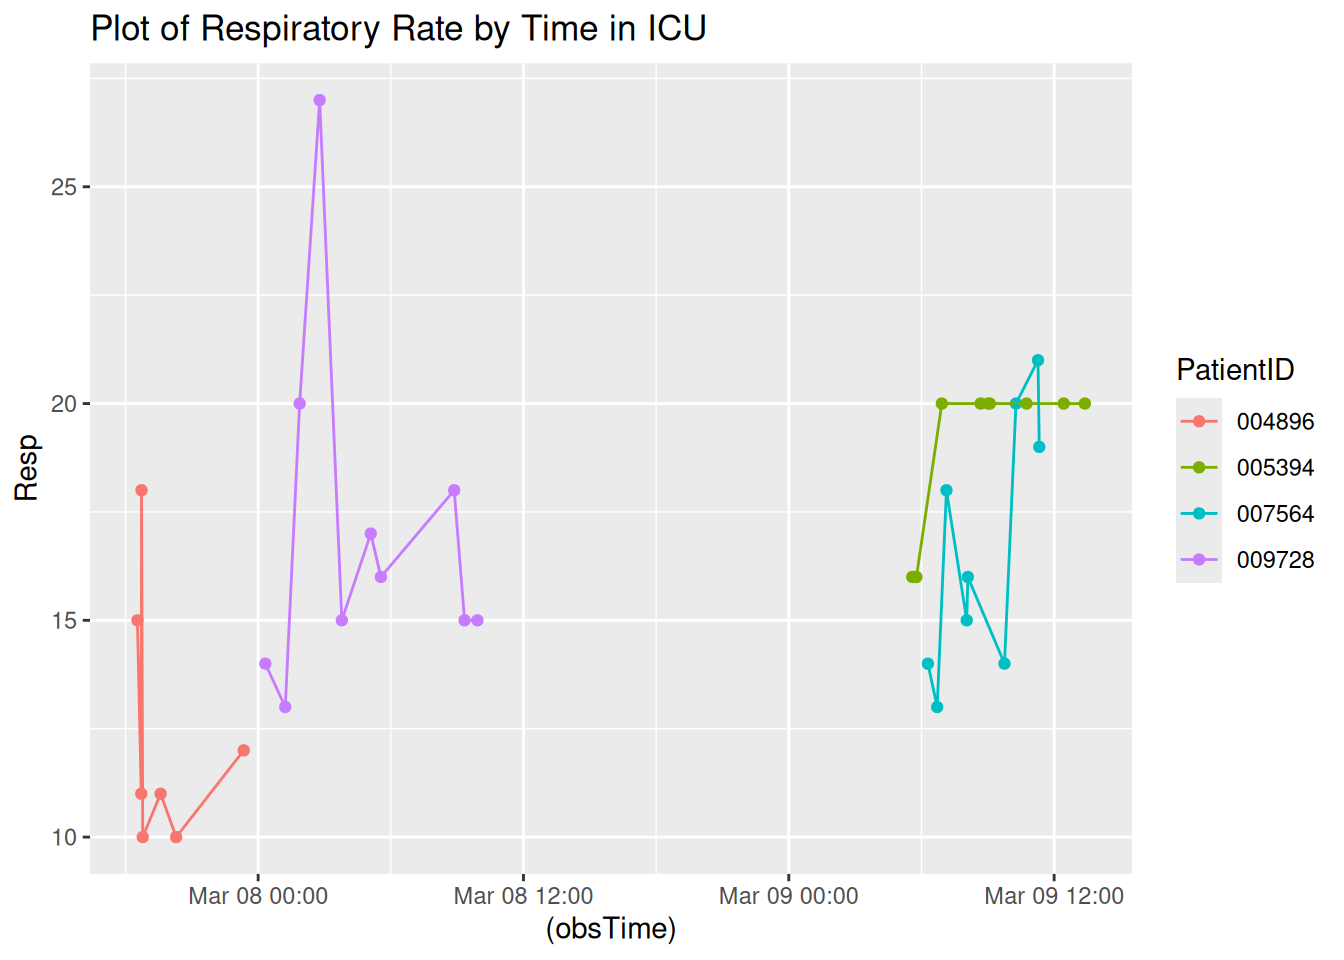 Plot of Respiratory Rate by Time in ICU
25
20
15
10
Resp
Mar 08 00:00
Mar 08 12:00
Mar 09 00:00
Mar 09 12:00
(obsTime)
PatientID
004896
005394
007564
009728